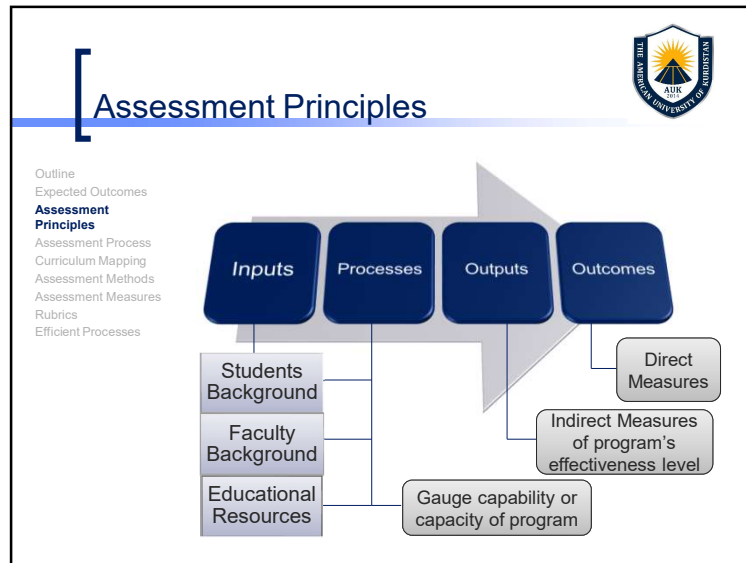 Assessment Principles
THE AMERICAN UNIVERSITY OF KURDISTAN
AUK
2014
Outline
Expected Outcomes
Assessment
Principles
Assessment Process
Curriculum Mapping
Assessment Methods
Assessment Measures
Rubrics
Efficient Processes
Inputs
Processes
Outputs
Outcomes
Students
Background
Faculty
Background
Educational
Resources
Direct
Measures
Indirect Measures
of program's
effectiveness level
Gauge capability or
capacity of program